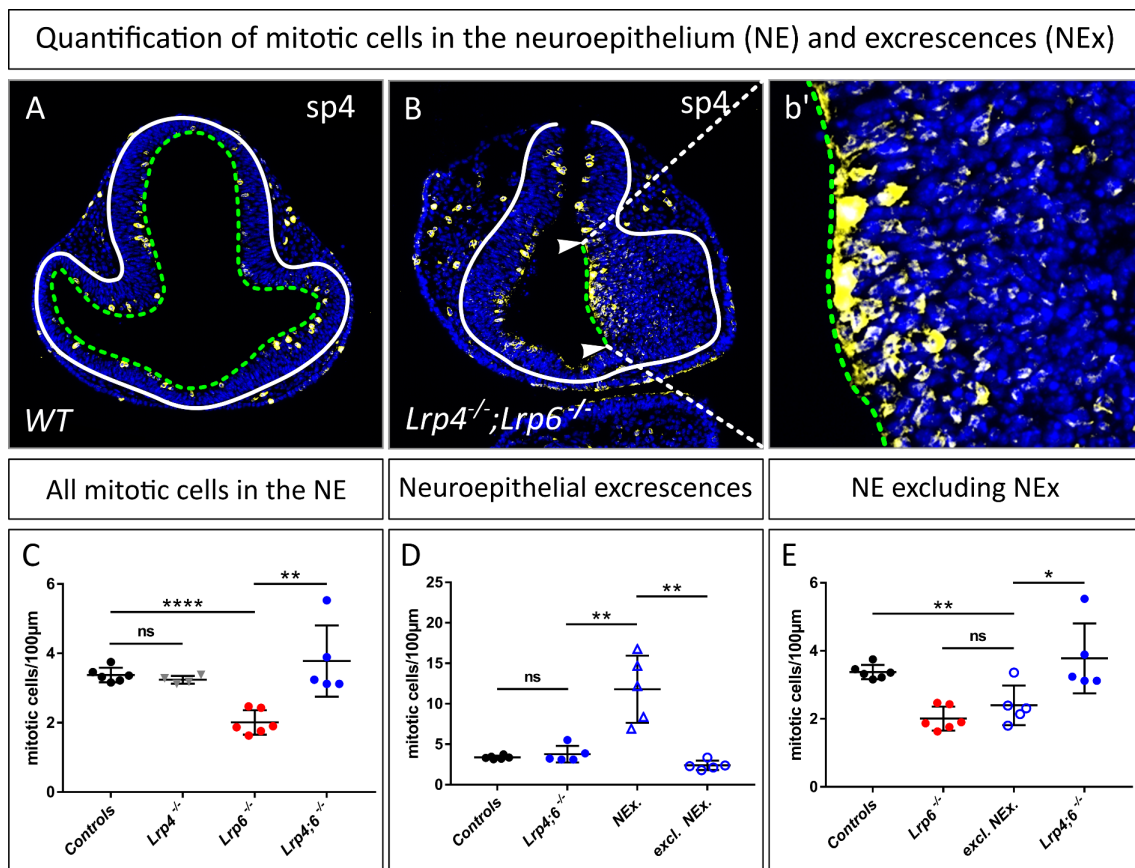 Quantification of mitotic cells in the neuroepithelium (NE) and excrescences (NEx)
A
sp4
WT
B
sp4
Lrp4-/-;Lrp6-/-
b'
All mitotic cells in the NE
Neuroepithelial excrescences
NE excluding NEx
C
mitotic cells/100µm
6
4
2
0
ns
****
**
Controls
Lrp4 -/-
Lrp6 -/-
Lrp4;6 -/-
D
mitotic cells/100µm
25
20
15
10
5
0
ns
**
**
Controls
Lrp4;6 -/-
NEx.
excl. NEx.
E
mitotic cells/100µm
6
4
2
0
**
ns
*
Controls
Lrp6 -/-
excl. NEx.
Lrp4;6 -/-